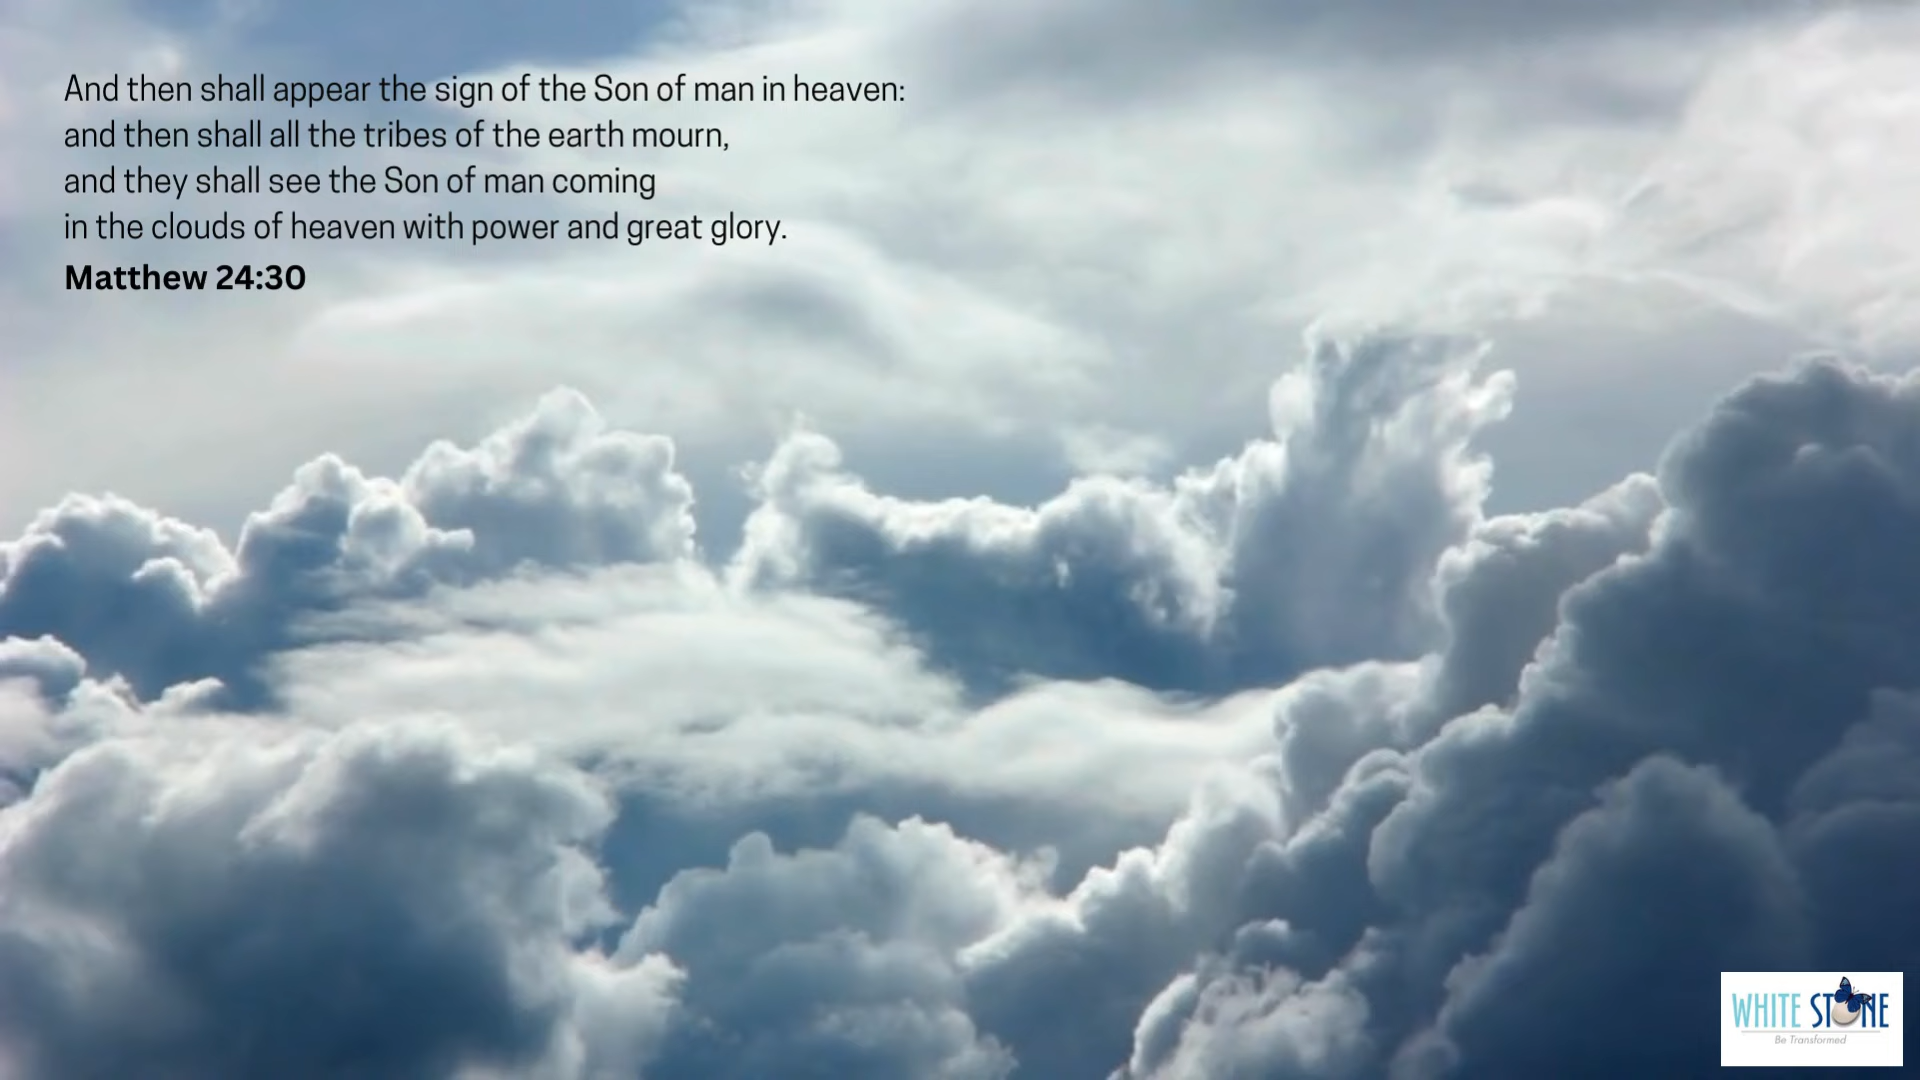 And then shall appear the sign of the Son of man in heaven:
and then shall all the tribes of the earth mourn,
and they shall see the Son of man coming
in the clouds of heaven with power and great glory.
Matthew 24:30
WHITE STONE
Be Transformed